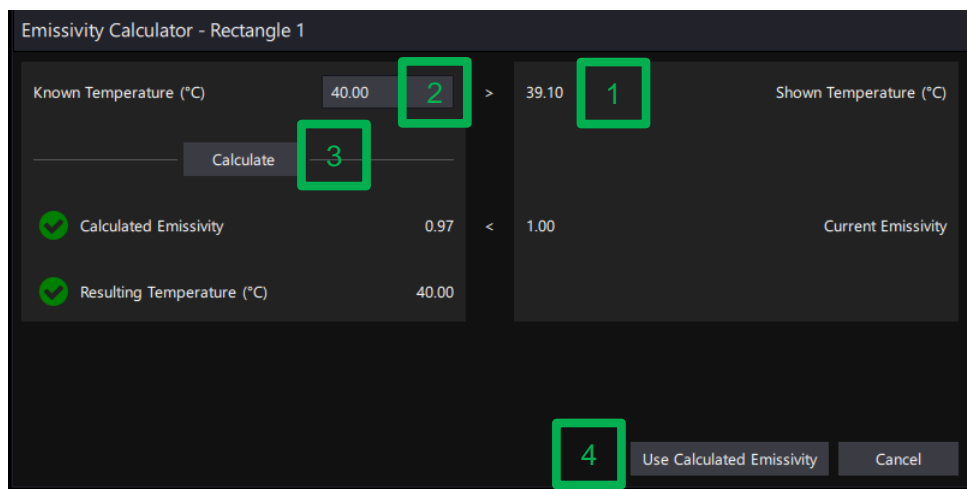 Emissivity Calculator - Rectangle 1
Known Temperature (°C) 40.00 2 > 39.10 1 Shown Temperature (°C)
Calculate 3
Calculated Emissivity 0.97 < 1.00 Current Emissivity
Resulting Temperature (°C) 40.00
4 Use Calculated Emissivity Cancel